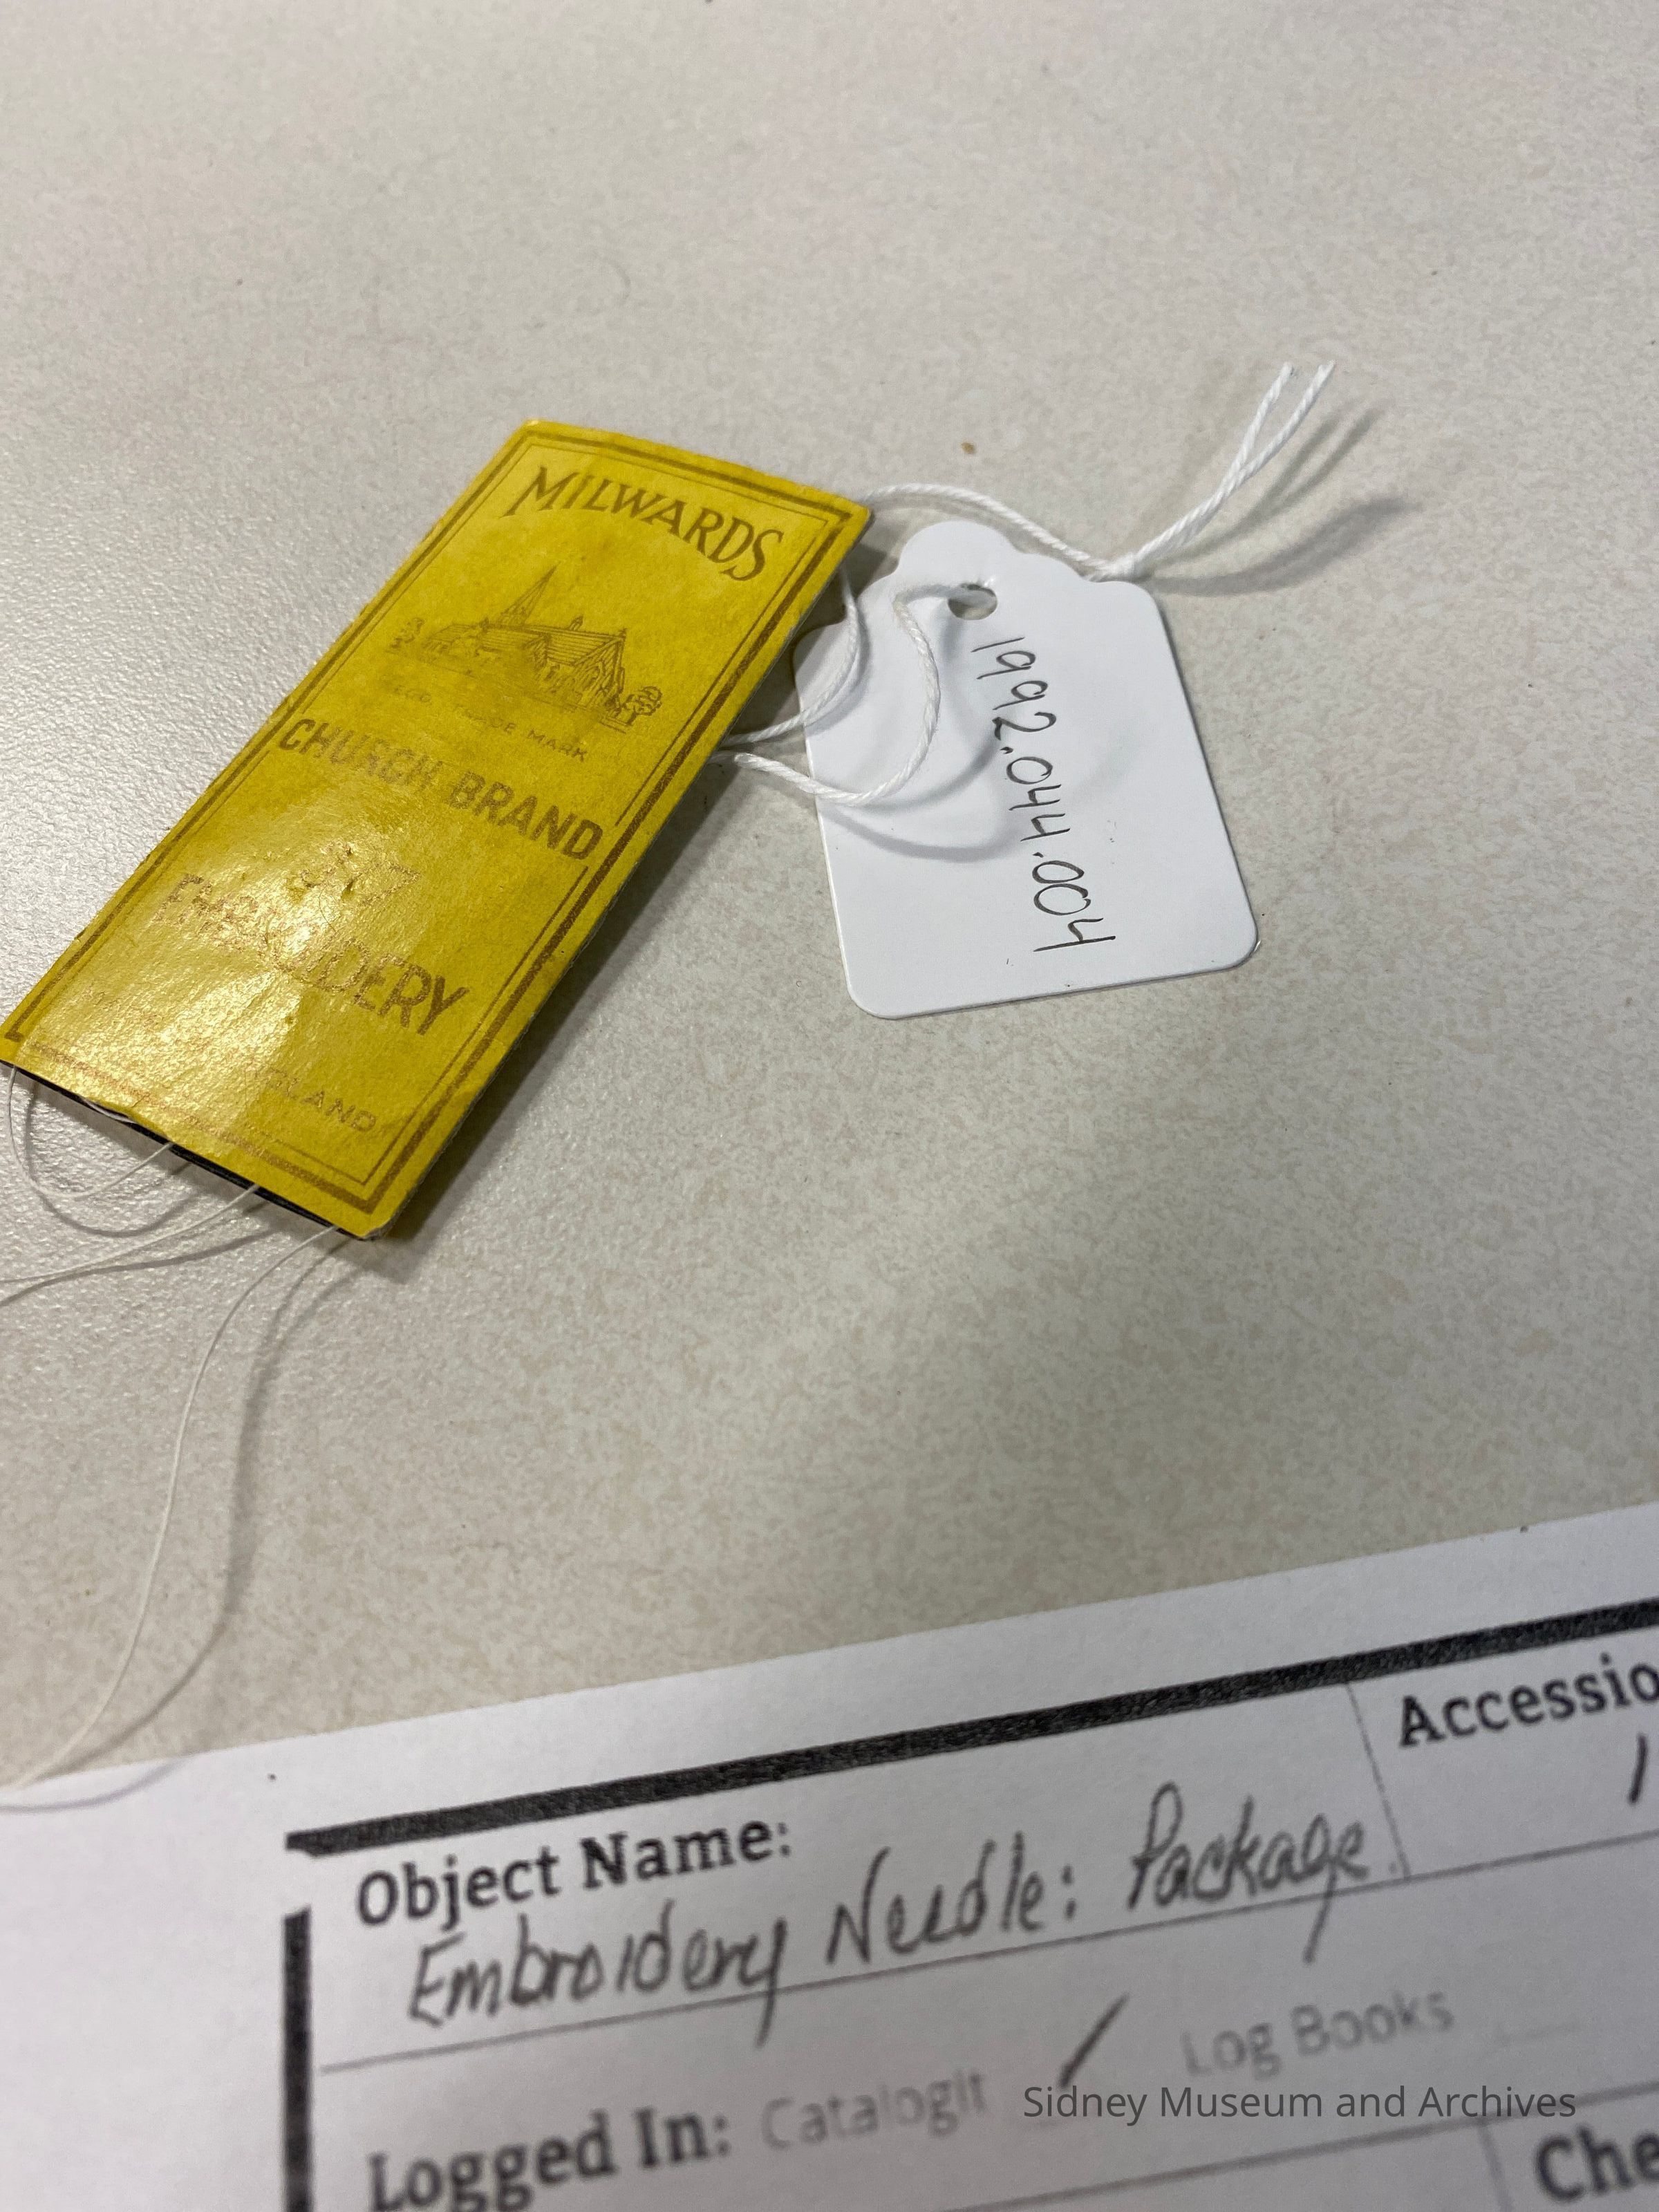 MILWARDS
TRADE MARK
CHURCH BRAND
EMBROIDERY
1992.044.004
Object Name:
Embroidery Needle: Package
Accessio
1
Logged In: CatalogIt / Log Books
Che
Sidney Museum and Archives